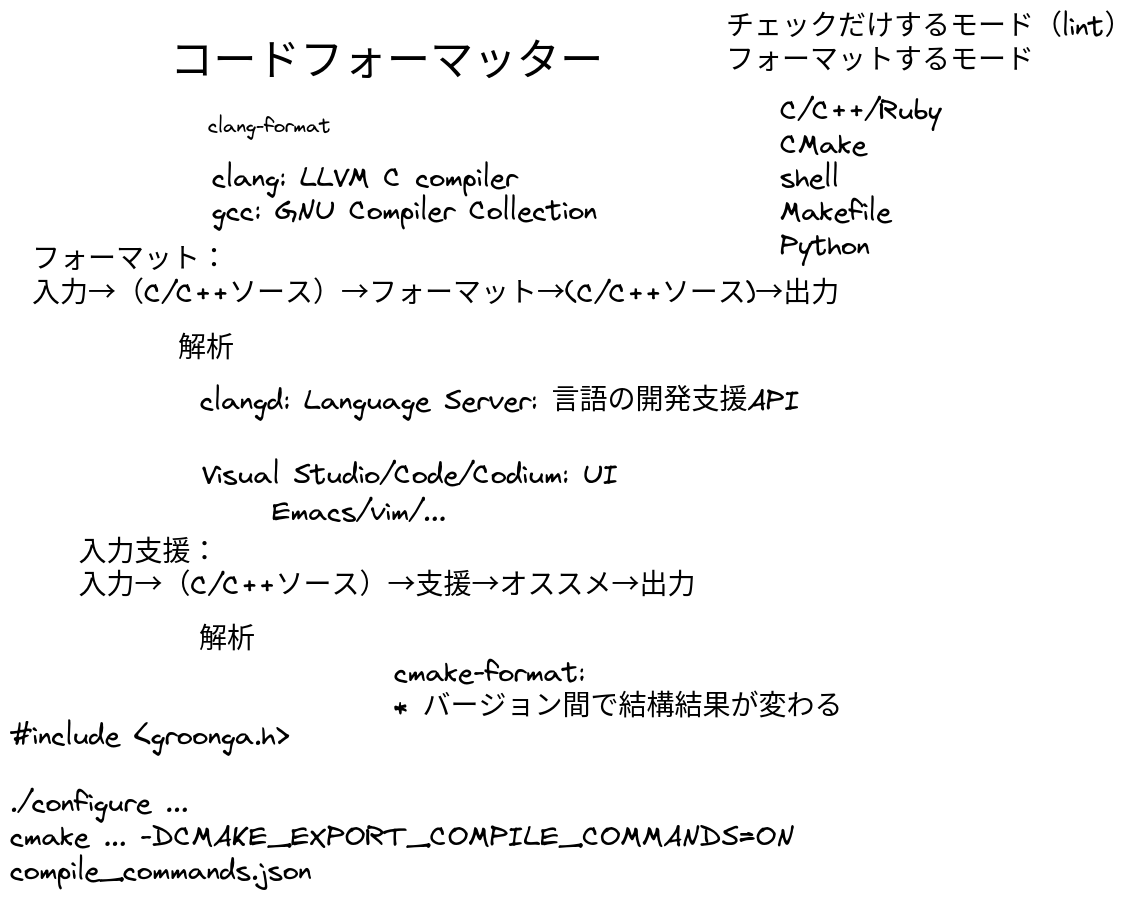 コードフォーマッター
チェックだけするモード（lint）
フォーマットするモード
clang-format
clang: LLVM C compiler
gcc: GNU Compiler Collection
C/C++/Ruby
CMake
shell
Makefile
Python
フォーマット：
入力→（C/C++ソース）→フォーマット→(C/C++ソース)→出力
解析
clangd: Language Server: 言語の開発支援API
Visual Studio/Code/Codium: UI
Emacs/vim/...
入力支援：
入力→（C/C++ソース）→支援→オススメ→出力
解析
cmake-format:
* バージョン間で結構結果が変わる
#include <groonga.h>
./configure ...
cmake ... -DCMAKE_EXPORT_COMPILE_COMMANDS=ON
compile_commands.json